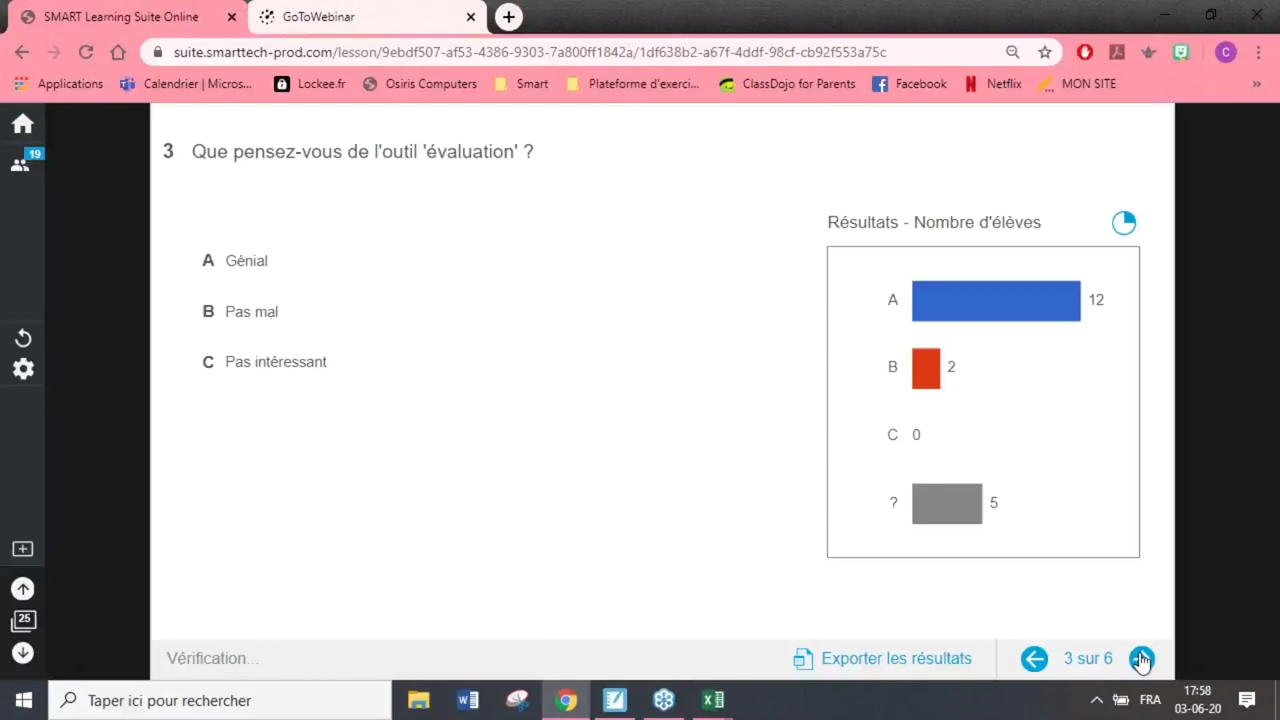 SMART Learning Suite Online
GoToWebinar
suite.smarttech-prod.com/lesson/9ebdf507-af53-4386-9303-7a800ff1842a/1df638b2-a67f-4ddf-98cf-cb92f553a75c
C
Applications
Calendrier | Micros...
Lockee.fr
Osiris Computers
Smart
Plateforme d'exerci...
ClassDojo for Parents
Facebook
Netflix
MON SITE
»
19
3 Que pensez-vous de l'outil 'évaluation' ?
Résultats - Nombre d'élèves
A Génial
B Pas mal
C Pas intéressant
A 12
B 2
C 0
? 5
25
Vérification...
Exporter les résultats
3 sur 6
Taper ici pour rechercher
FRA
17:58
03-06-20